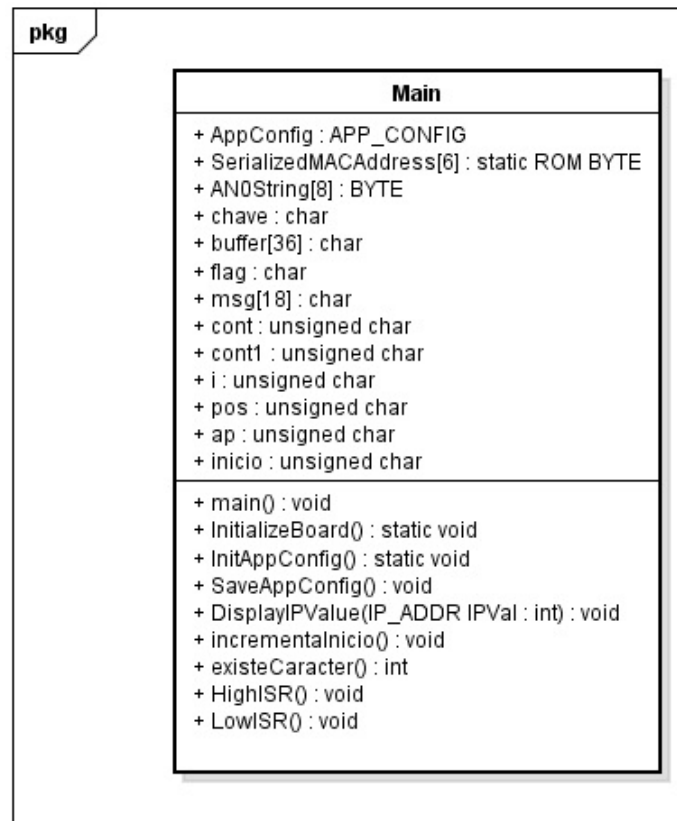 pkg
Main
+ AppConfig : APP_CONFIG
+ SerializedMACAddress[6] : static ROM BYTE
+ AN0String[8] : BYTE
+ chave : char
+ buffer[36] : char
+ flag : char
+ msg[18] : char
+ cont : unsigned char
+ cont1 : unsigned char
+ i : unsigned char
+ pos : unsigned char
+ ap : unsigned char
+ inicio : unsigned char
+ main() : void
+ InitializeBoard() : static void
+ InitAppConfig() : static void
+ SaveAppConfig() : void
+ DisplayIPValue(IP_ADDR IPVal : int) : void
+ incrementaInicio() : void
+ existeCaracter() : int
+ HighISR() : void
+ LowISR() : void